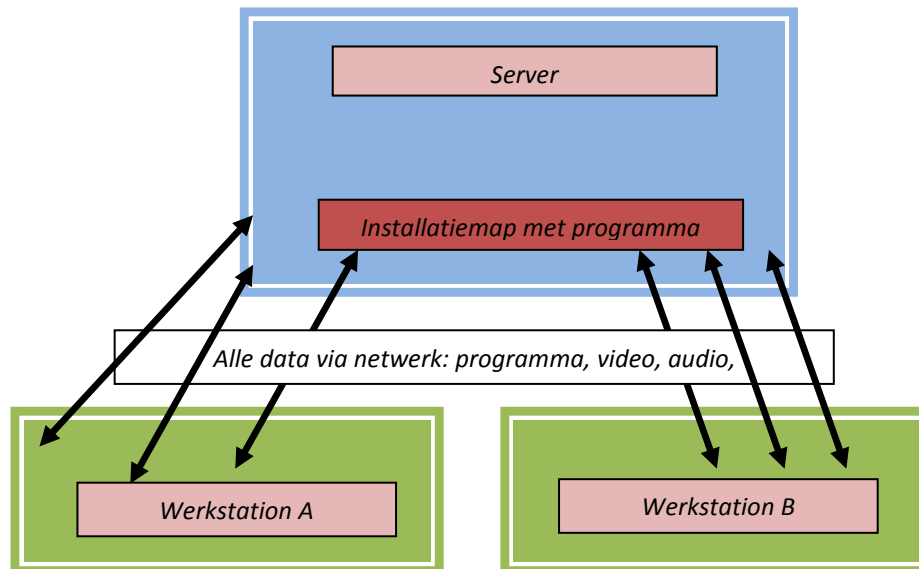 Server
Installatiemap met programma
Alle data via netwerk: programma, video, audio,
Werkstation A
Werkstation B